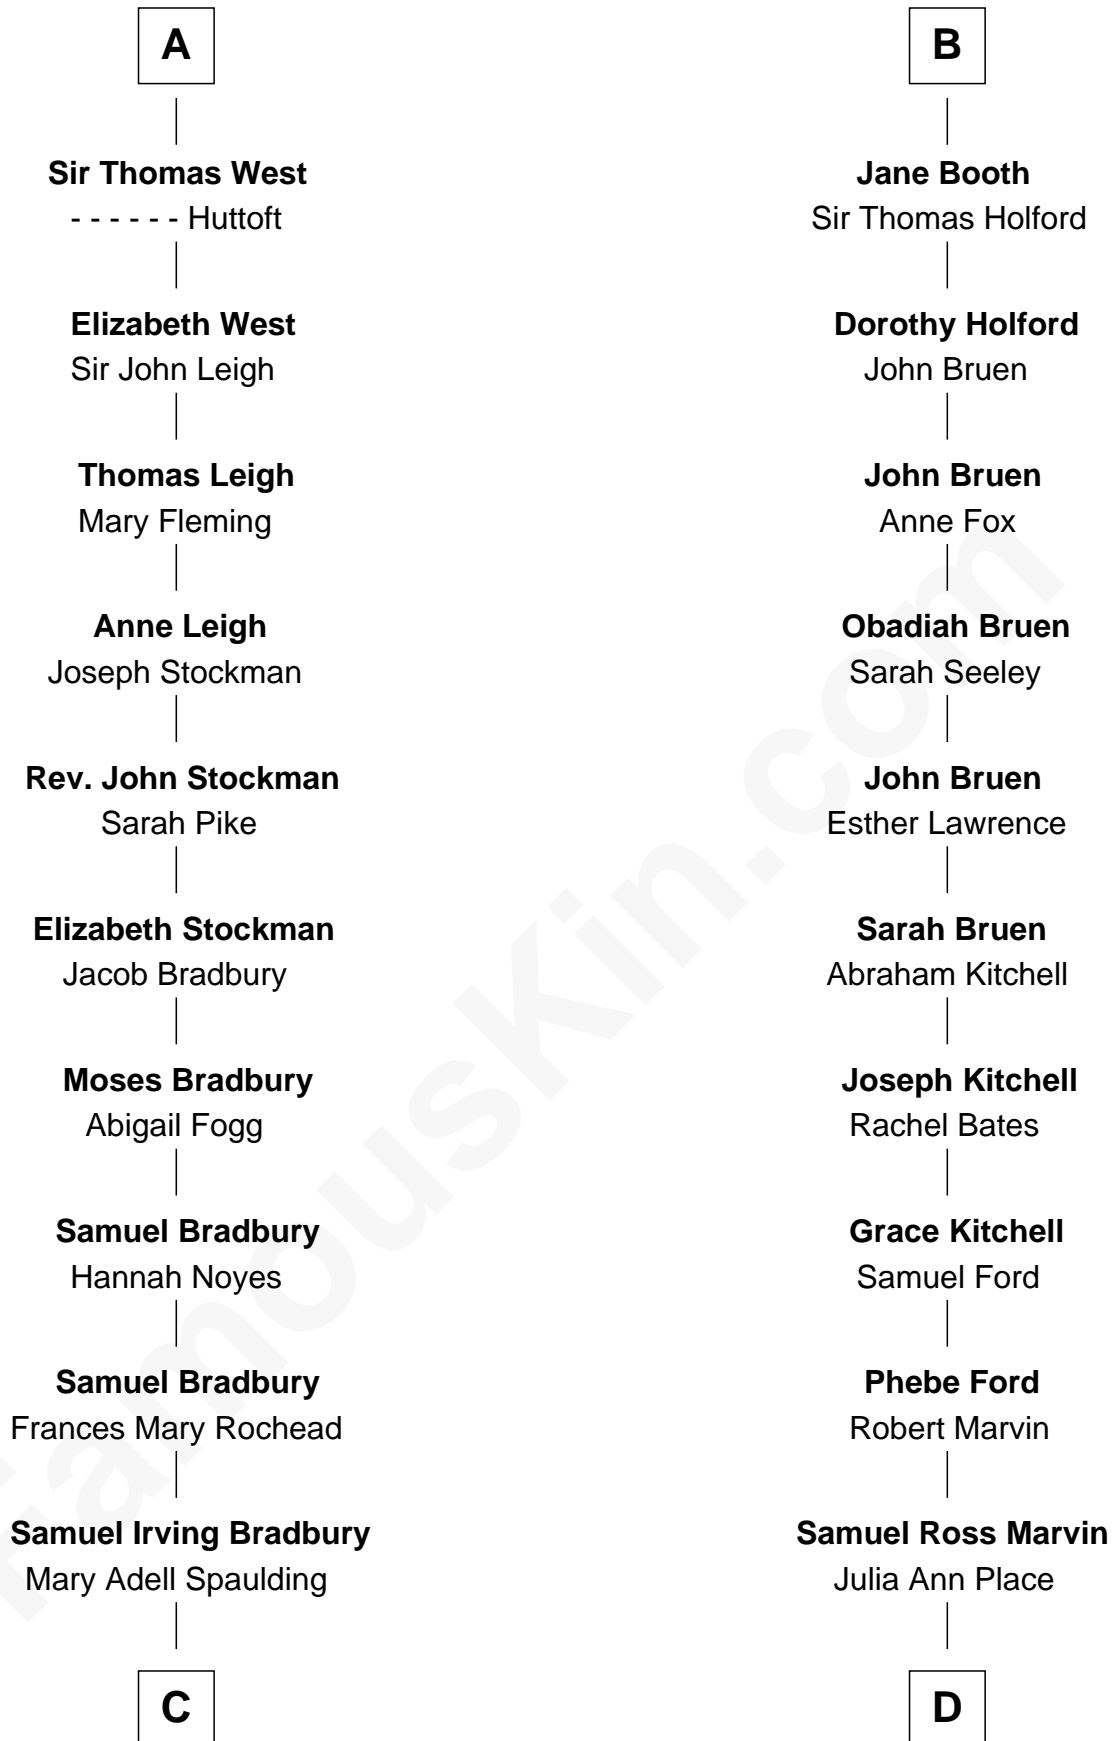 A
Sir Thomas West
- - - - - - Huttoft
Elizabeth West
Sir John Leigh
Thomas Leigh
Mary Fleming
Anne Leigh
Joseph Stockman
Rev. John Stockman
Sarah Pike
Elizabeth Stockman
Jacob Bradbury
Moses Bradbury
Abigail Fogg
Samuel Bradbury
Hannah Noyes
Samuel Bradbury
Frances Mary Rochead
Samuel Irving Bradbury
Mary Adell Spaulding
C
B
Jane Booth
Sir Thomas Holford
Dorothy Holford
John Bruen
John Bruen
Anne Fox
Obadiah Bruen
Sarah Seeley
John Bruen
Esther Lawrence
Sarah Bruen
Abraham Kitchell
Joseph Kitchell
Rachel Bates
Grace Kitchell
Samuel Ford
Phebe Ford
Robert Marvin
Samuel Ross Marvin
Julia Ann Place
D
FamousKin.com